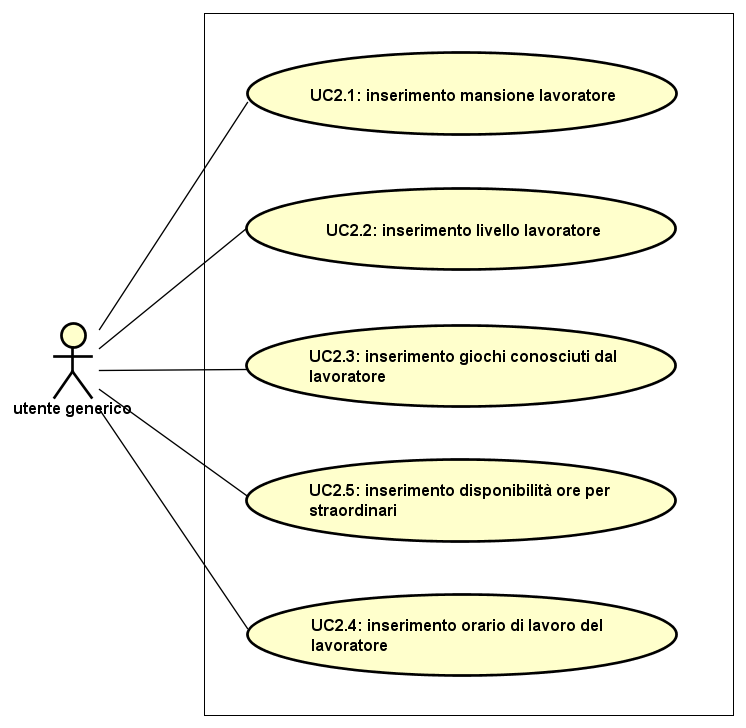 UC2.1: inserimento mansione lavoratore
UC2.2: inserimento livello lavoratore
UC2.3: inserimento giochi conosciuti dal
lavoratore
utente generico
UC2.5: inserimento disponibilità ore per
straordinari
UC2.4: inserimento orario di lavoro del
lavoratore